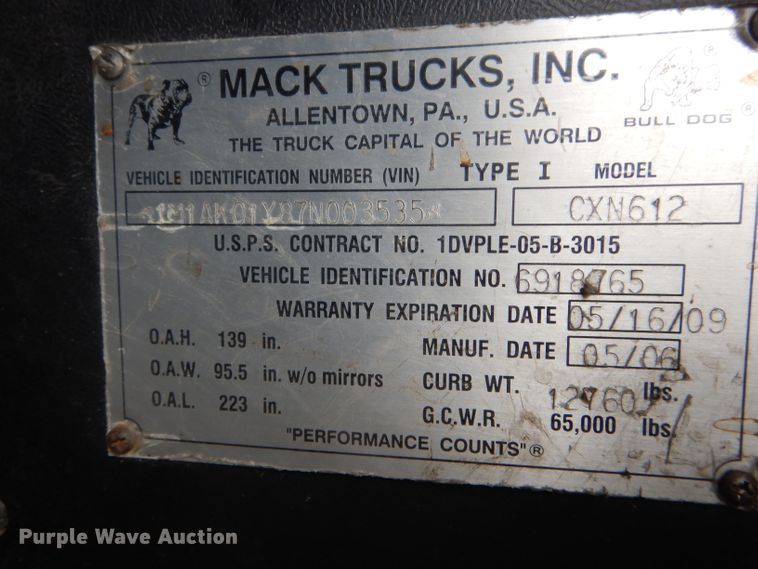 ® MACK TRUCKS, INC.
ALLENTOWN, PA., U.S.A.
THE TRUCK CAPITAL OF THE WORLD
BULL DOG ®
VEHICLE IDENTIFICATION NUMBER (VIN) TYPE I MODEL
*1M1AK01Y87N003535* CXN612
U.S.P.S. CONTRACT NO. 1DVPLE-05-B-3015
VEHICLE IDENTIFICATION NO. 6918765
WARRANTY EXPIRATION DATE 05/16/09
O.A.H. 139 in. MANUF. DATE 05/06
O.A.W. 95.5 in. w/o mirrors CURB WT. 12760 lbs.
O.A.L. 223 in. G.C.W.R. 65,000 lbs.
"PERFORMANCE COUNTS"®
Purple Wave Auction